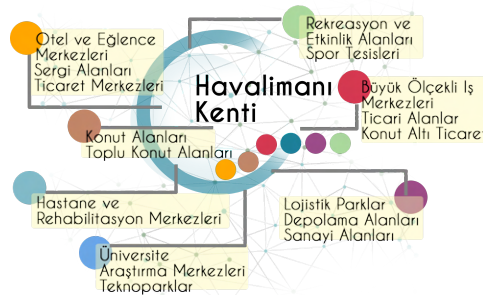 Otel ve Eğlence
Merkezleri
Sergi Alanları
Ticaret Merkezleri
Rekreasyon ve
Etkinlik Alanları
Spor Tesisleri
Havalimanı
Kenti
Büyük Ölçekli Iş
Merkezleri
Ticari Alanlar
Konut Altı Ticaret
Konut Alanları
Toplu Konut Alanları
Hastane ve
Rehabilitasyon Merkezleri
Lojistik Parklar
Depolama Alanları
Sanayi Alanları
Üniversite
Araştırma Merkezleri
Teknoparklar